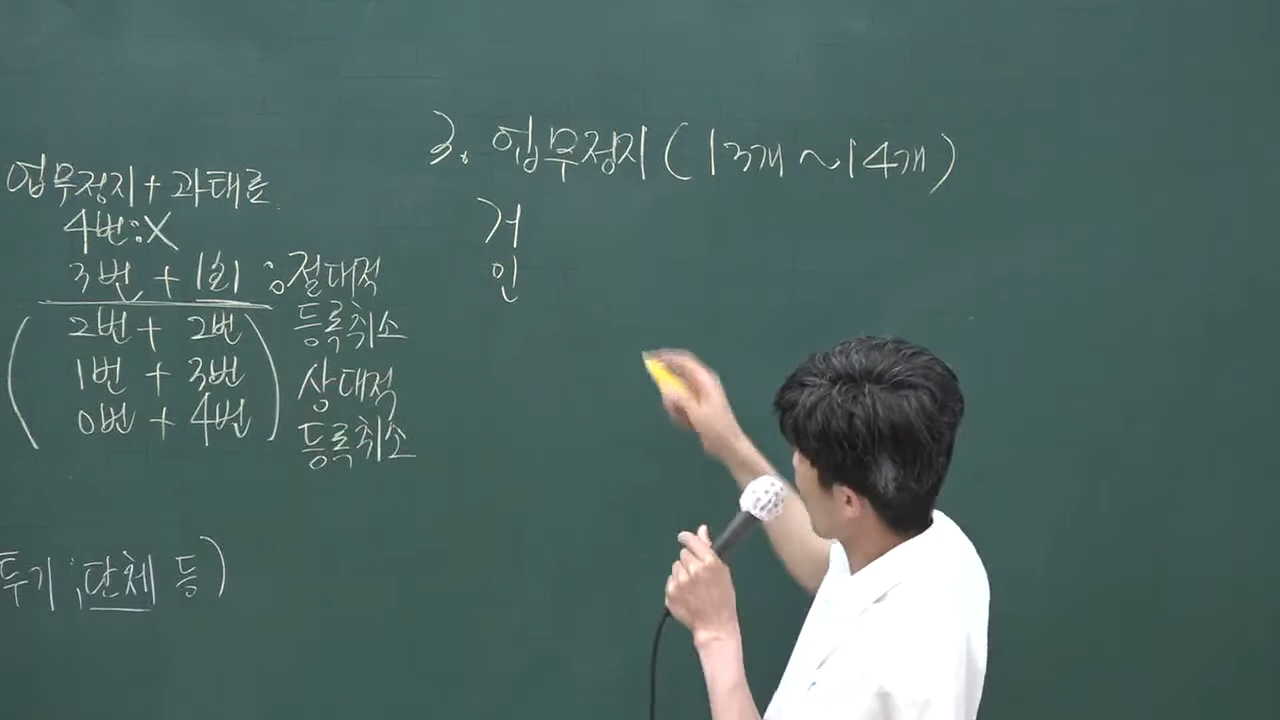 업무정지 + 과태료
4번:X
3번 + 1회 ; 절대적
등록취소
2번 + 2번
1번 + 3번 상대적
0번 + 4번 등록취소
투기;단체 등)
3. 업무정지(13개~14개)
거
인